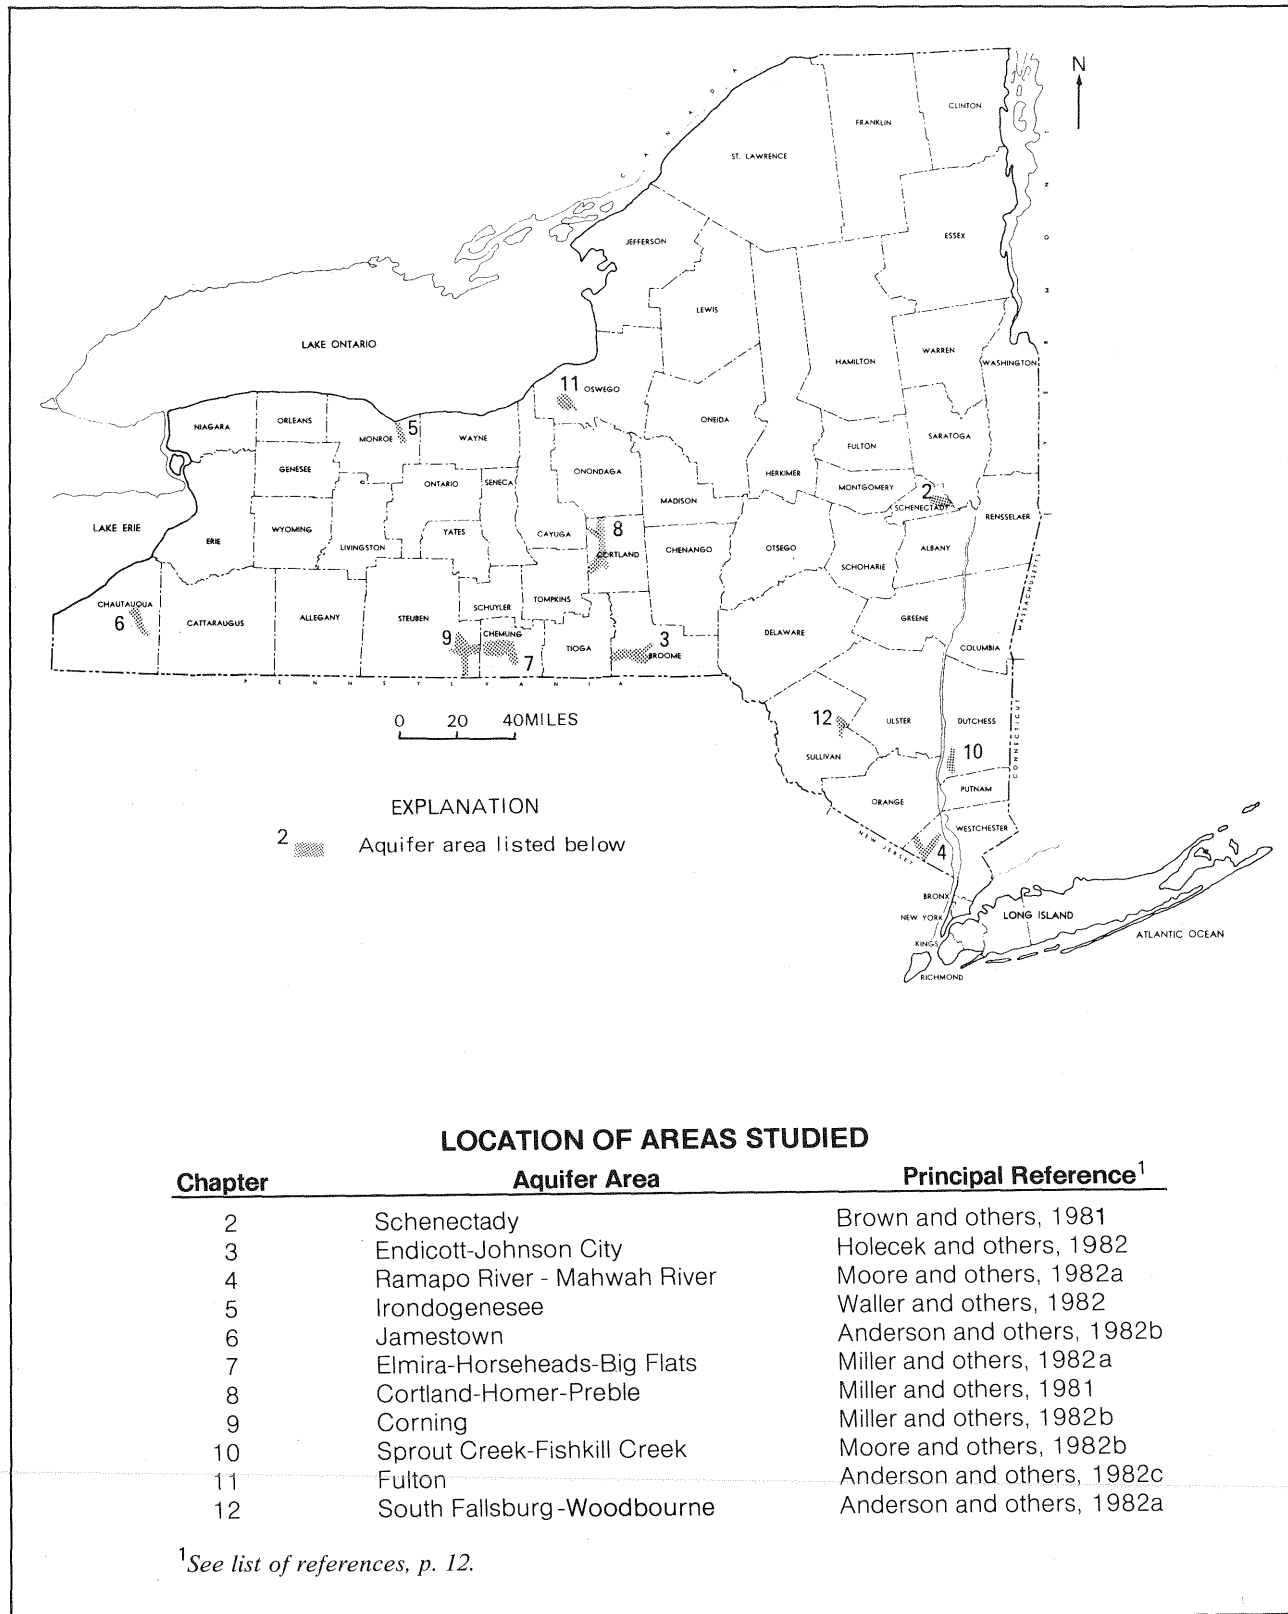 N
CANADA
CLINTON
FRANKLIN
ST. LAWRENCE
ESSEX
JEFFERSON
LEWIS
LAKE ONTARIO
HAMILTON
WARREN
WASHINGTON
11 OSWEGO
ONEIDA
NIAGARA
ORLEANS
MONROE
5
WAYNE
FULTON
SARATOGA
GENESEE
ONTARIO
SENECA
ONONDAGA
HERKIMER
MONTGOMERY
2
SCHENECTADY
RENSSELAER
MADISON
LAKE ERIE
ERIE
WYOMING
LIVINGSTON
YATES
CAYUGA
8
CORTLAND
CHENANGO
OTSEGO
SCHOHARIE
ALBANY
MASSACHUSETTS
CHAUTAUQUA
6
CATTARAUGUS
ALLEGANY
STEUBEN
SCHUYLER
TOMPKINS
9
CHEMUNG
7
TIOGA
3
BROOME
DELAWARE
GREENE
COLUMBIA
PENNSYLVANIA
0 20 40MILES
12
ULSTER
DUTCHESS
CONNECTICUT
SULLIVAN
10
PUTNAM
ORANGE
WESTCHESTER
NEW JERSEY
4
EXPLANATION
2 Aquifer area listed below
BRONX
NEW YORK
LONG ISLAND
KINGS
ATLANTIC OCEAN
RICHMOND
LOCATION OF AREAS STUDIED
Chapter Aquifer Area Principal Reference1
2 Schenectady Brown and others, 1981
3 Endicott-Johnson City Holecek and others, 1982
4 Ramapo River - Mahwah River Moore and others, 1982a
5 Irondogenesee Waller and others, 1982
6 Jamestown Anderson and others, 1982b
7 Elmira-Horseheads-Big Flats Miller and others, 1982a
8 Cortland-Homer-Preble Miller and others, 1981
9 Corning Miller and others, 1982b
10 Sprout Creek-Fishkill Creek Moore and others, 1982b
11 Fulton Anderson and others, 1982c
12 South Fallsburg-Woodbourne Anderson and others, 1982a
1See list of references, p. 12.